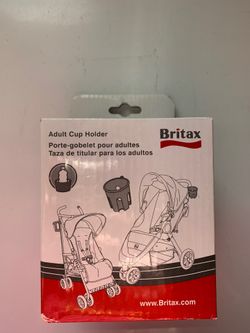 Adult Cup Holder
Britax
Porte-gobelet pour adultes
Taza de titular para los adultos
www.Britax.com